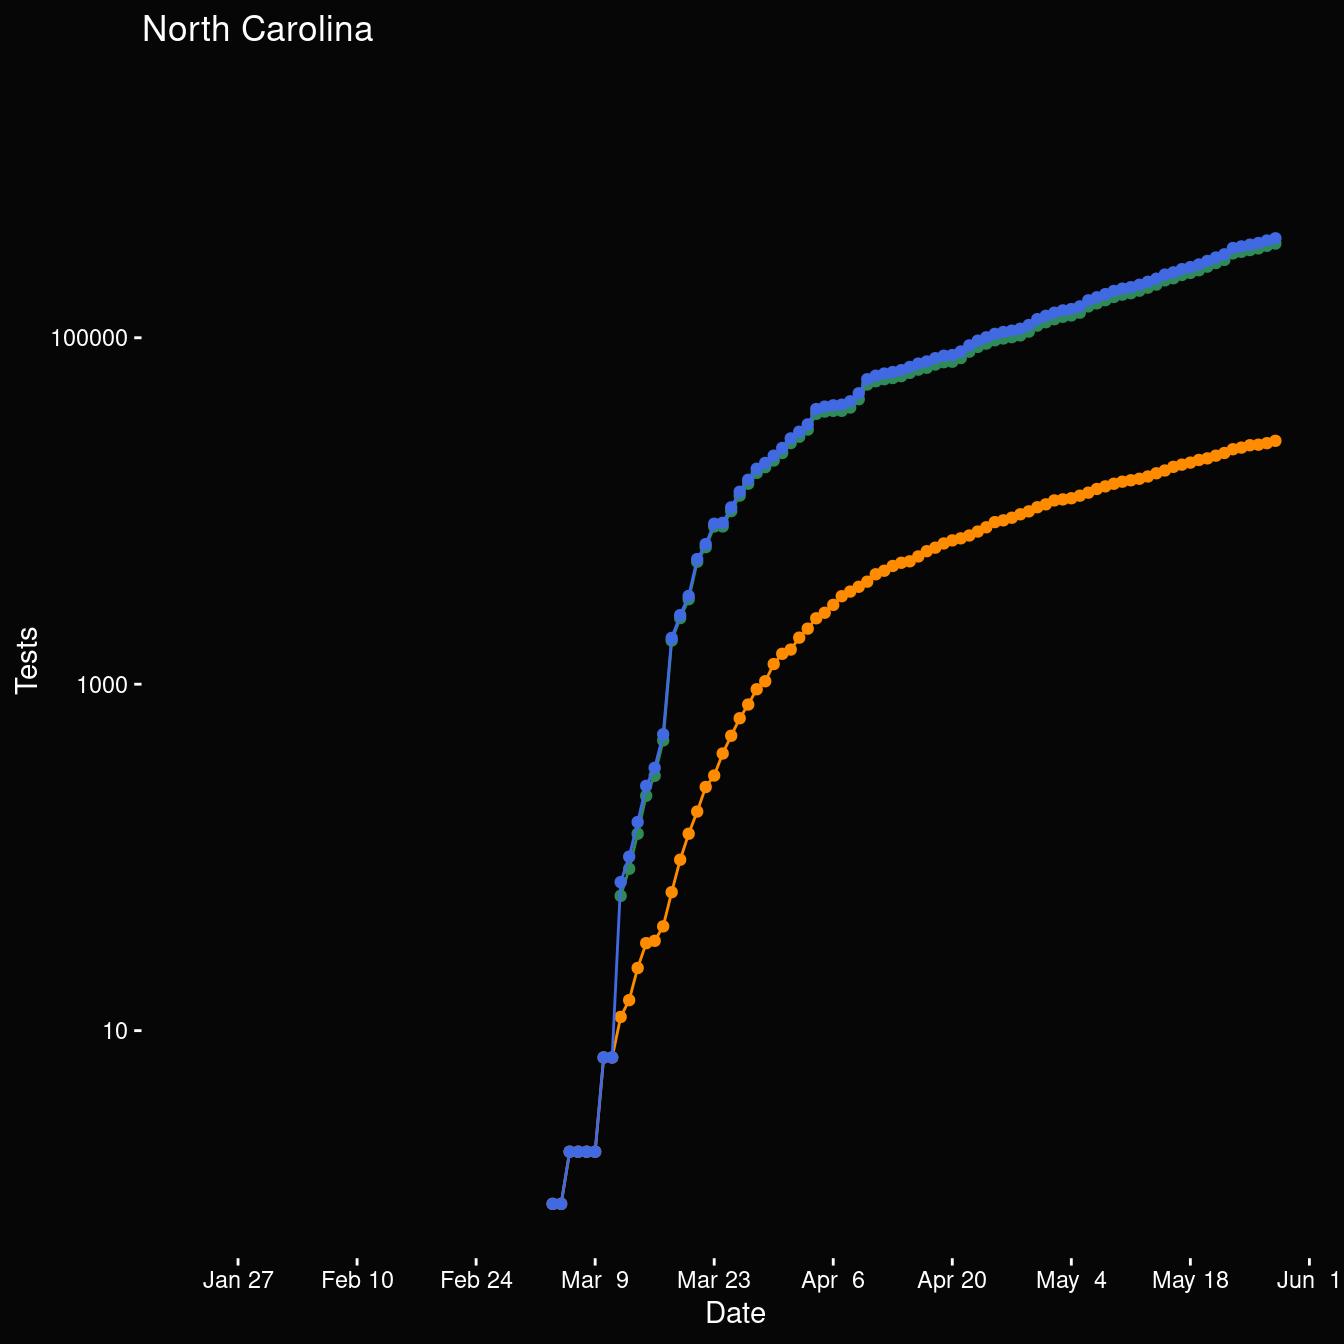 North Carolina
100000
1000
10
Tests
Jan 27
Feb 10
Feb 24
Mar  9
Mar 23
Apr  6
Apr 20
May  4
May 18
Jun  1
Date